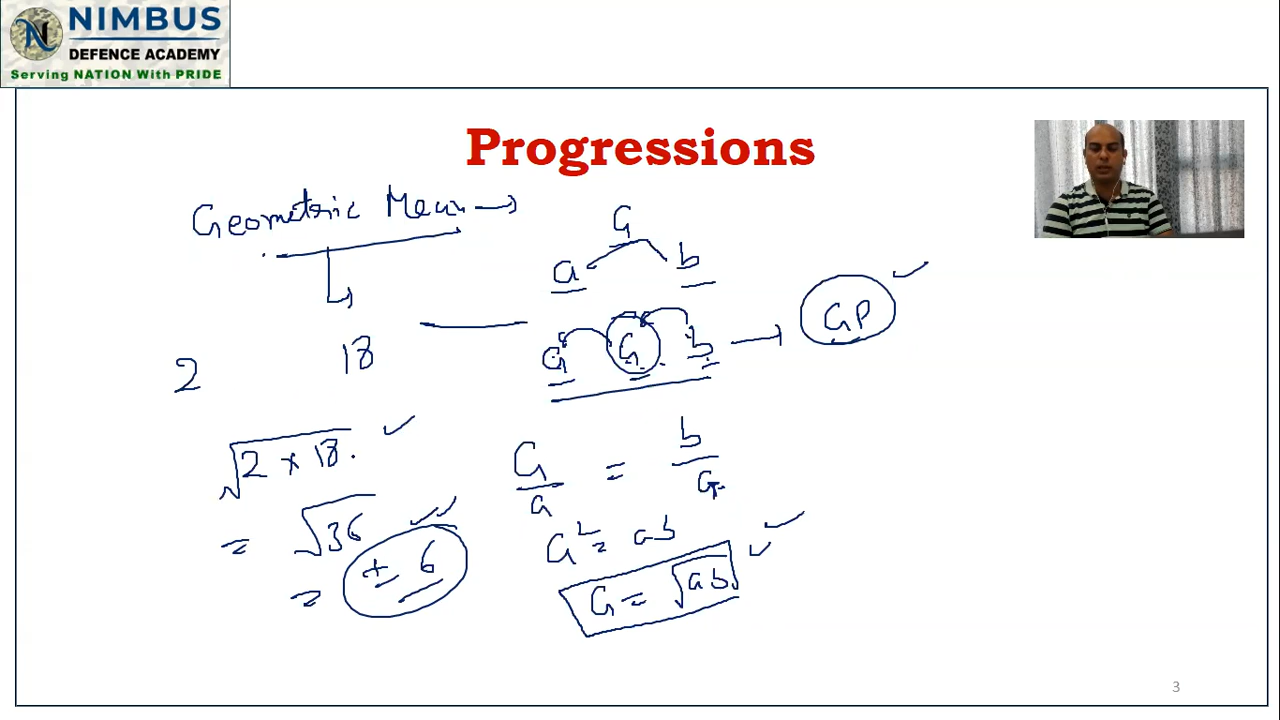 NIMBUS
DEFENCE ACADEMY
Serving NATION With PRIDE
Progressions
Geometric Mean →
G
a b
G G b → GP ✓
2 18
√2 × 18. ✓
= √36 ✓✓
= ± 6
G/a = b/G
G² = ab ✓
G = √ab ✓
3